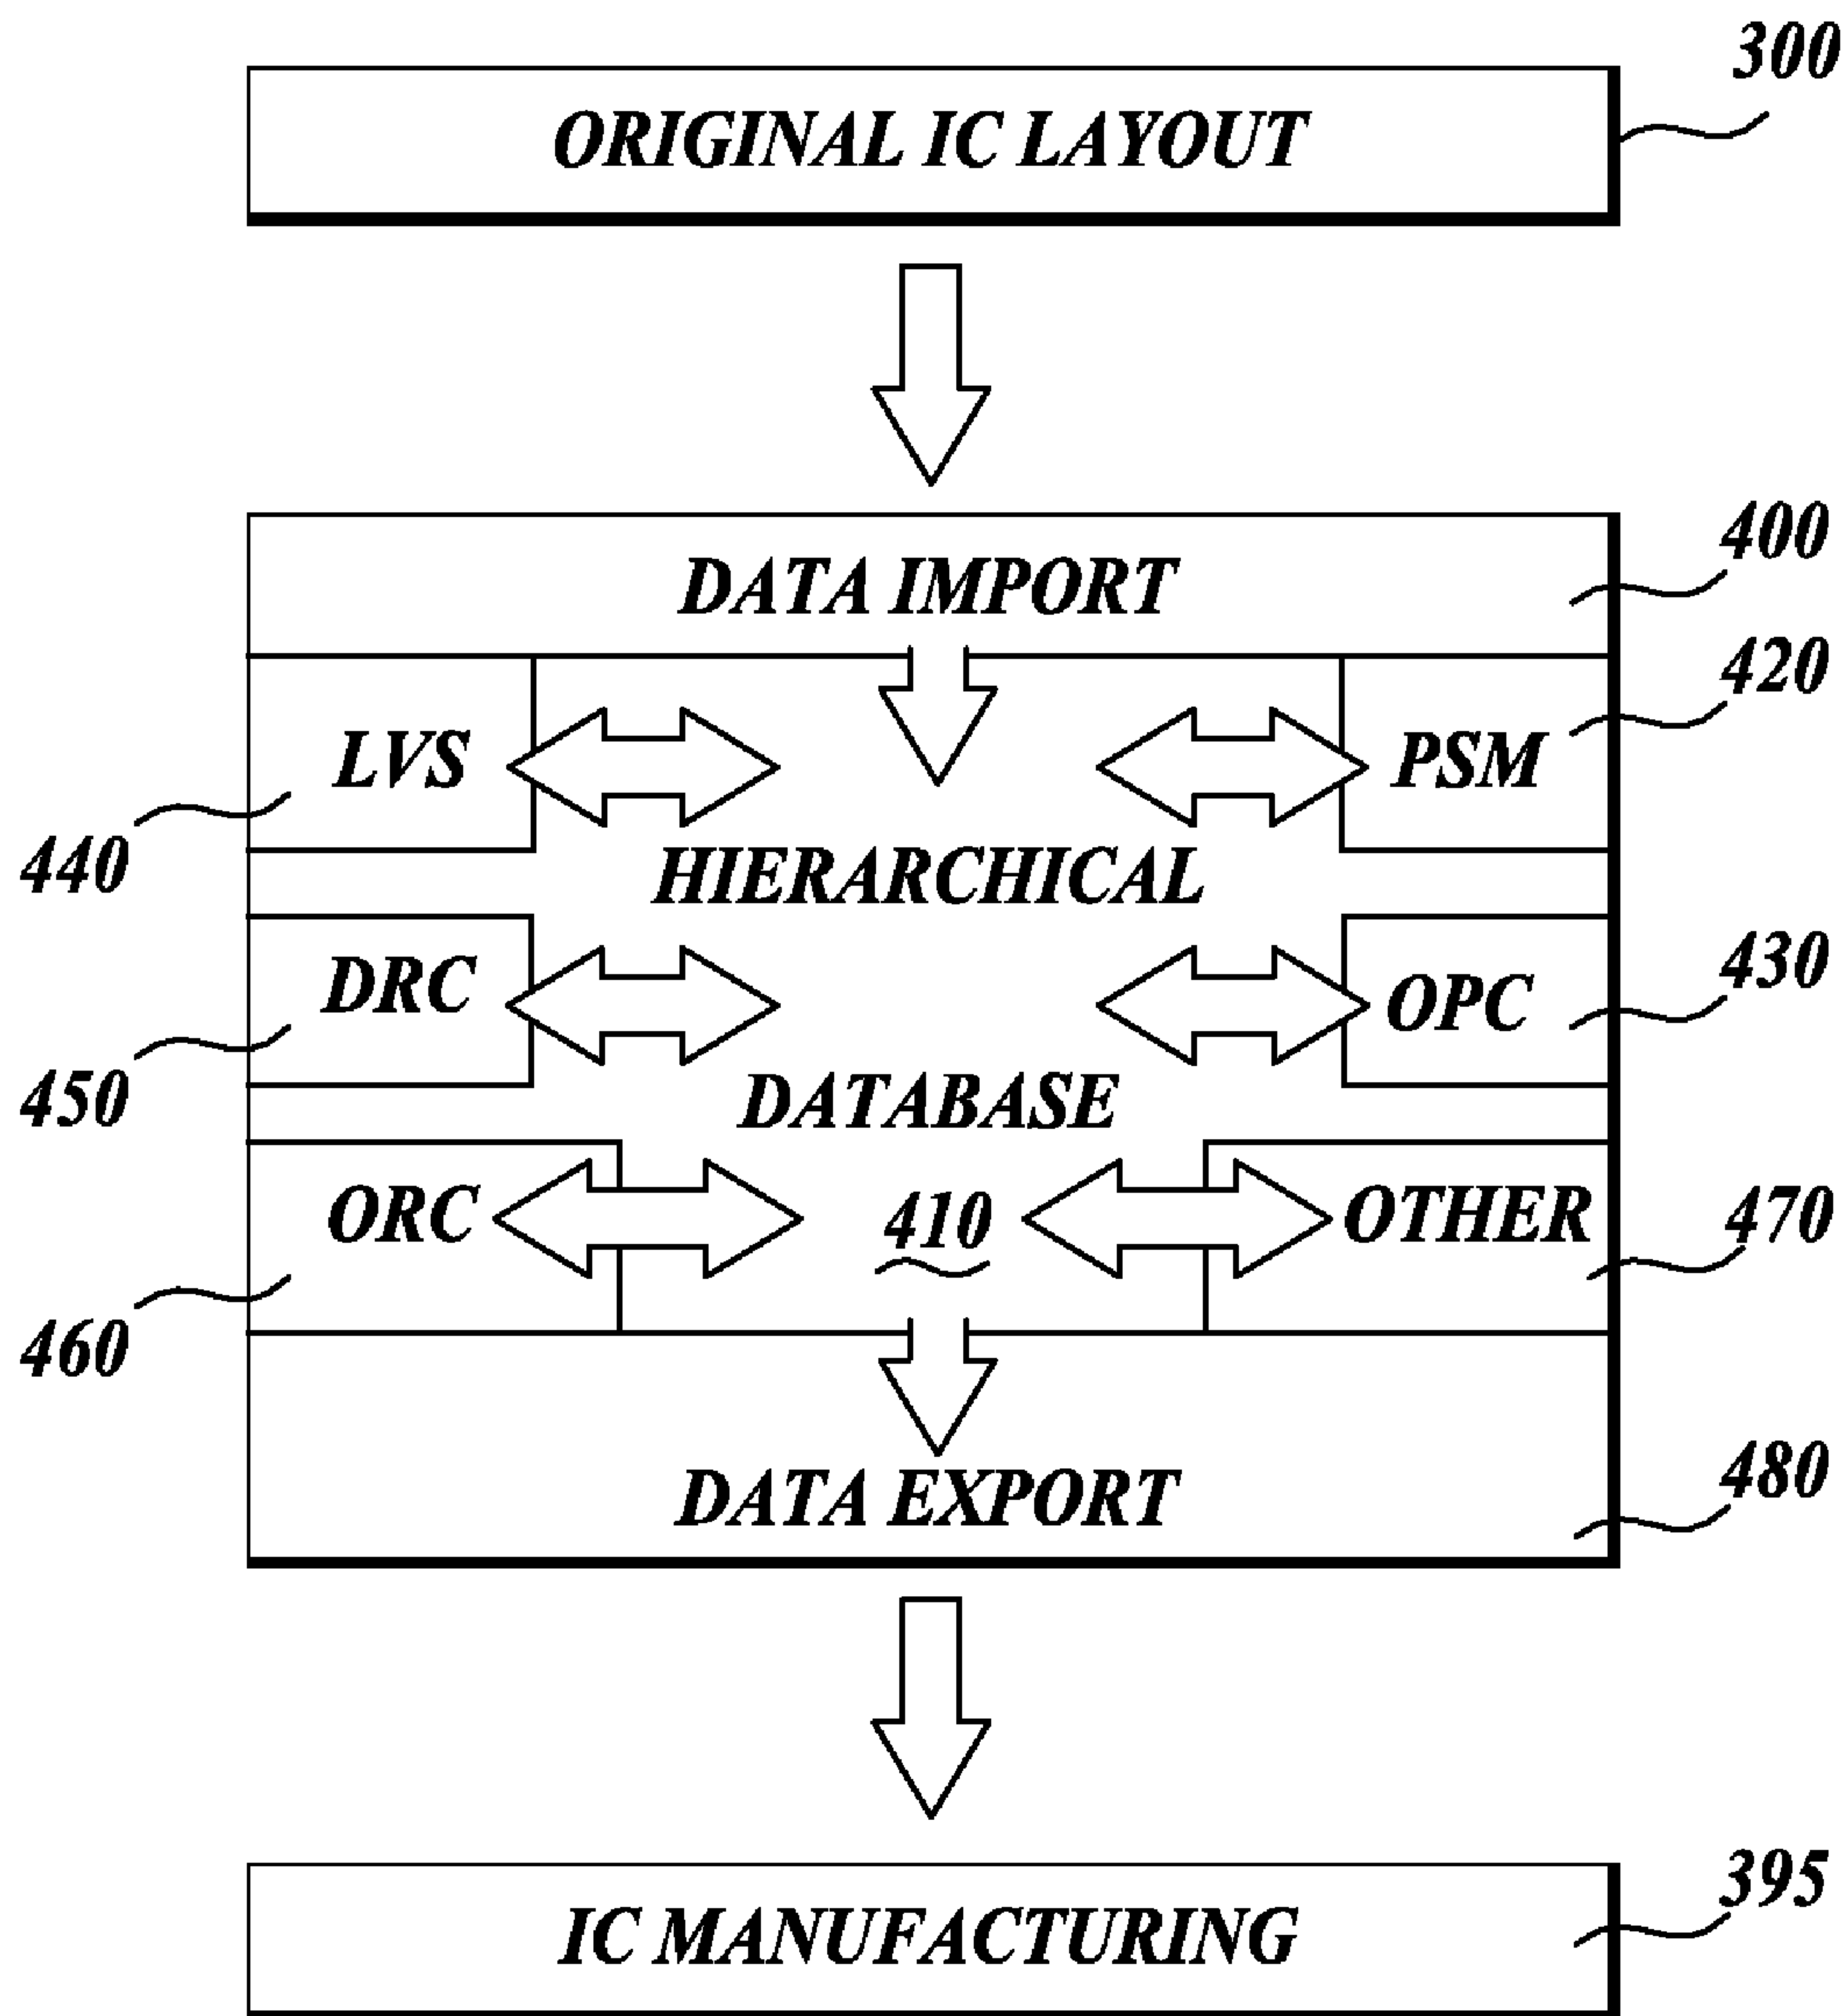 300
ORIGINAL IC LAYOUT
400
DATA IMPORT
420
LVS
PSM
440
HIERARCHICAL
430
DRC
OPC
450
DATABASE
ORC
410
OTHER
470
460
480
DATA EXPORT
395
IC MANUFACTURING